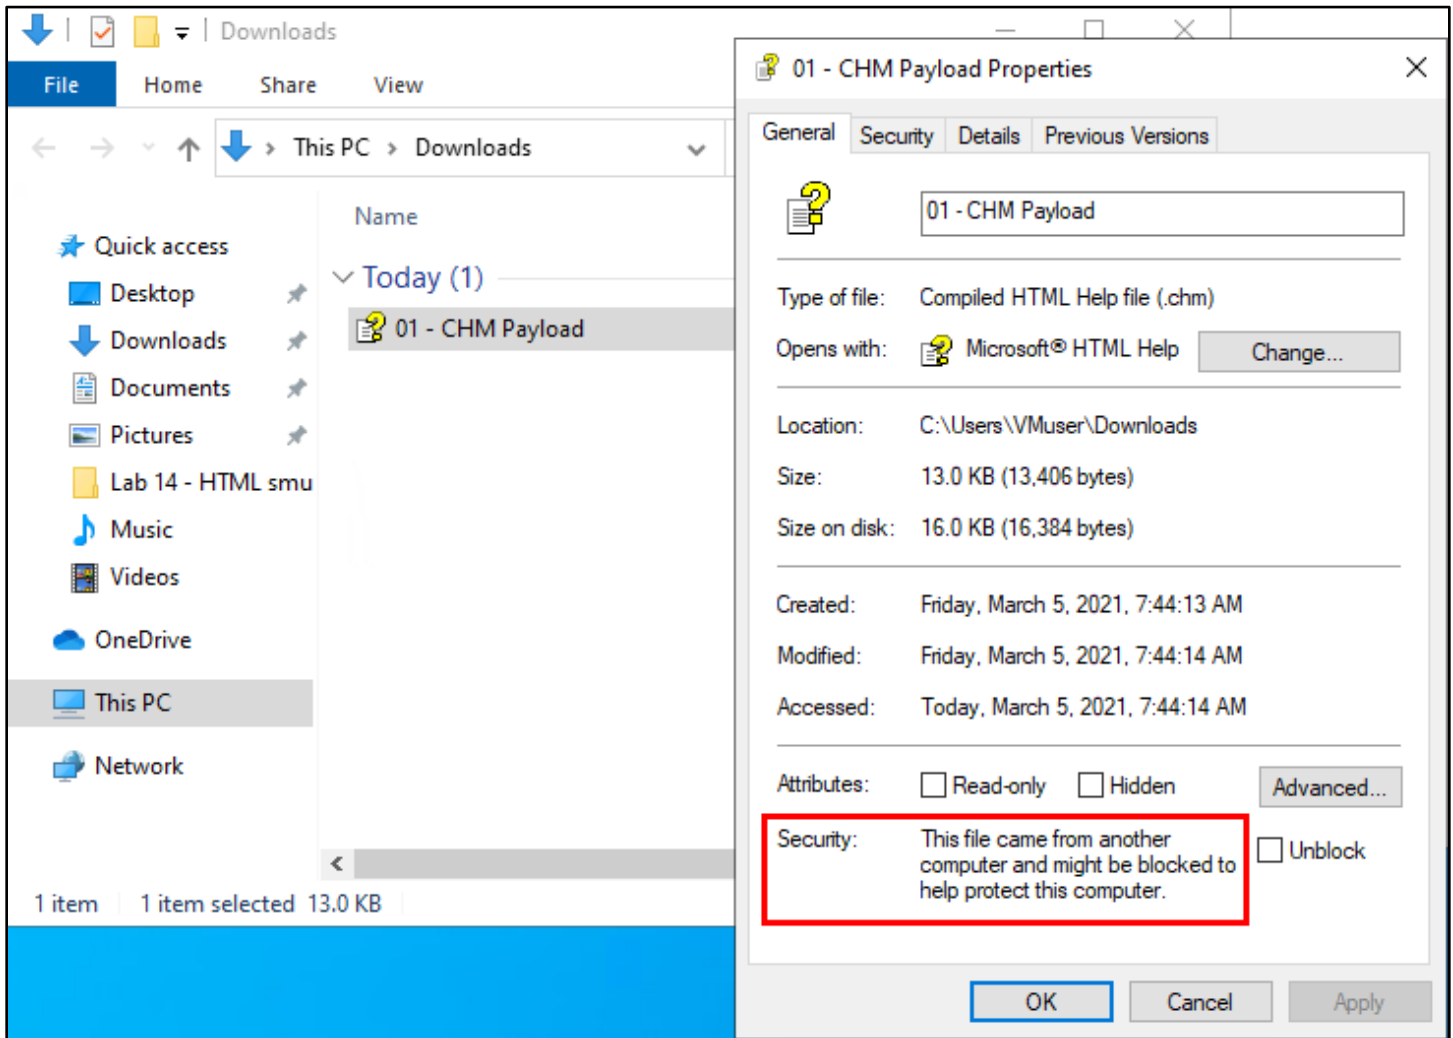 Downloads
File Home Share View
This PC > Downloads
Name
Quick access
Desktop
Downloads
Documents
Pictures
Lab 14 - HTML smu
Music
Videos
OneDrive
This PC
Network
Today (1)
01 - CHM Payload
1 item 1 item selected 13.0 KB
01 - CHM Payload Properties
General Security Details Previous Versions
01 - CHM Payload
Type of file: Compiled HTML Help file (.chm)
Opens with: Microsoft® HTML Help Change...
Location: C:\Users\VMuser\Downloads
Size: 13.0 KB (13,406 bytes)
Size on disk: 16.0 KB (16,384 bytes)
Created: Friday, March 5, 2021, 7:44:13 AM
Modified: Friday, March 5, 2021, 7:44:14 AM
Accessed: Today, March 5, 2021, 7:44:14 AM
Attributes: Read-only Hidden Advanced...
Security: This file came from another
computer and might be blocked to
help protect this computer.
Unblock
OK Cancel Apply